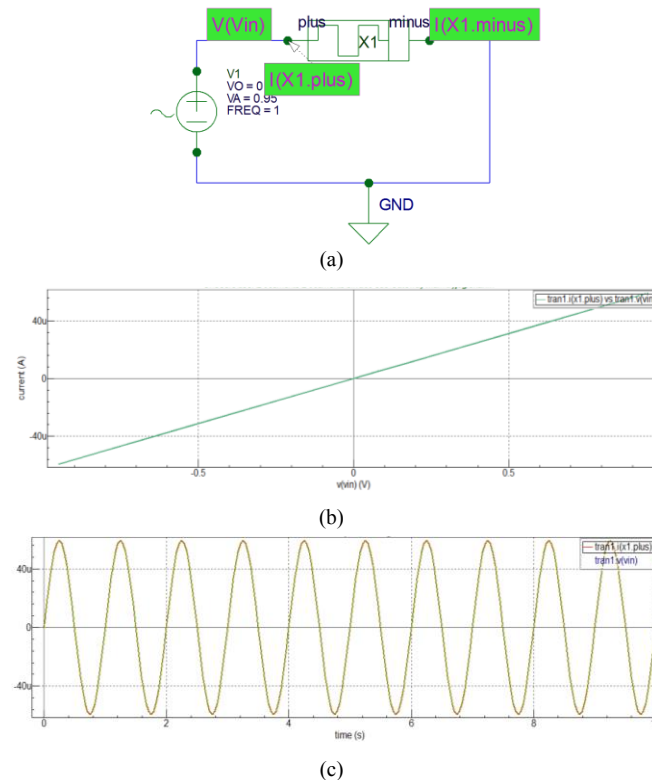 V(Vin)
plus
minus
I(X1.minus)
X1
I(X1.plus)
V1
VO = 0
VA = 0.95
FREQ = 1
GND
(a)
tran1.i(x1.plus) vs tran1.v(vin
40u
0
-40u
current (A)
-0.5
0
0.5
v(vin) (V)
(b)
tran1.i(x1.plus)
tran1.v(vin)
40u
0
-40u
0
2
4
6
8
time (s)
(c)